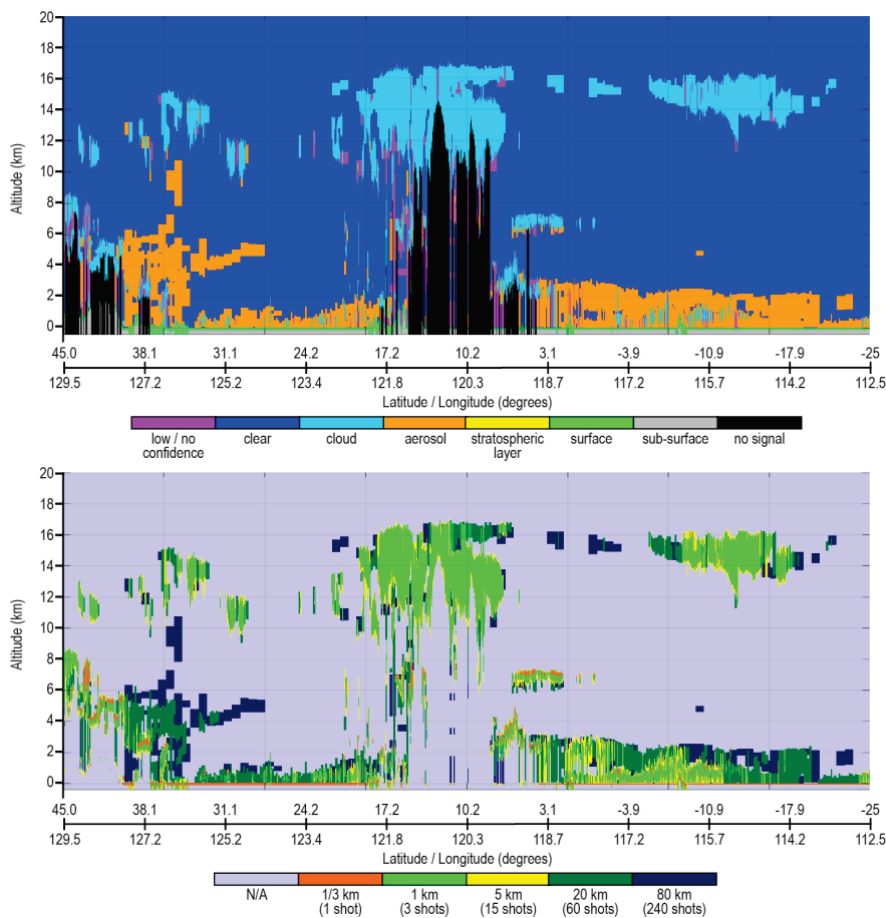 20
18
16
14
12
10
8
6
4
2
0
Altitude (km)
45.0 38.1 31.1 24.2 17.2 10.2 3.1 -3.9 -10.9 -17.9 -25
129.5 127.2 125.2 123.4 121.8 120.3 118.7 117.2 115.7 114.2 112.5
Latitude / Longitude (degrees)
low / no confidence clear cloud aerosol stratospheric layer surface sub-surface no signal
20
18
16
14
12
10
8
6
4
2
0
Altitude (km)
45.0 38.1 31.1 24.2 17.2 10.2 3.1 -3.9 -10.9 -17.9 -25
129.5 127.2 125.2 123.4 121.8 120.3 118.7 117.2 115.7 114.2 112.5
Latitude / Longitude (degrees)
N/A 1/3 km 1 km 5 km 20 km 80 km
(1 shot) (3 shots) (15 shots) (60 shots) (240 shots)